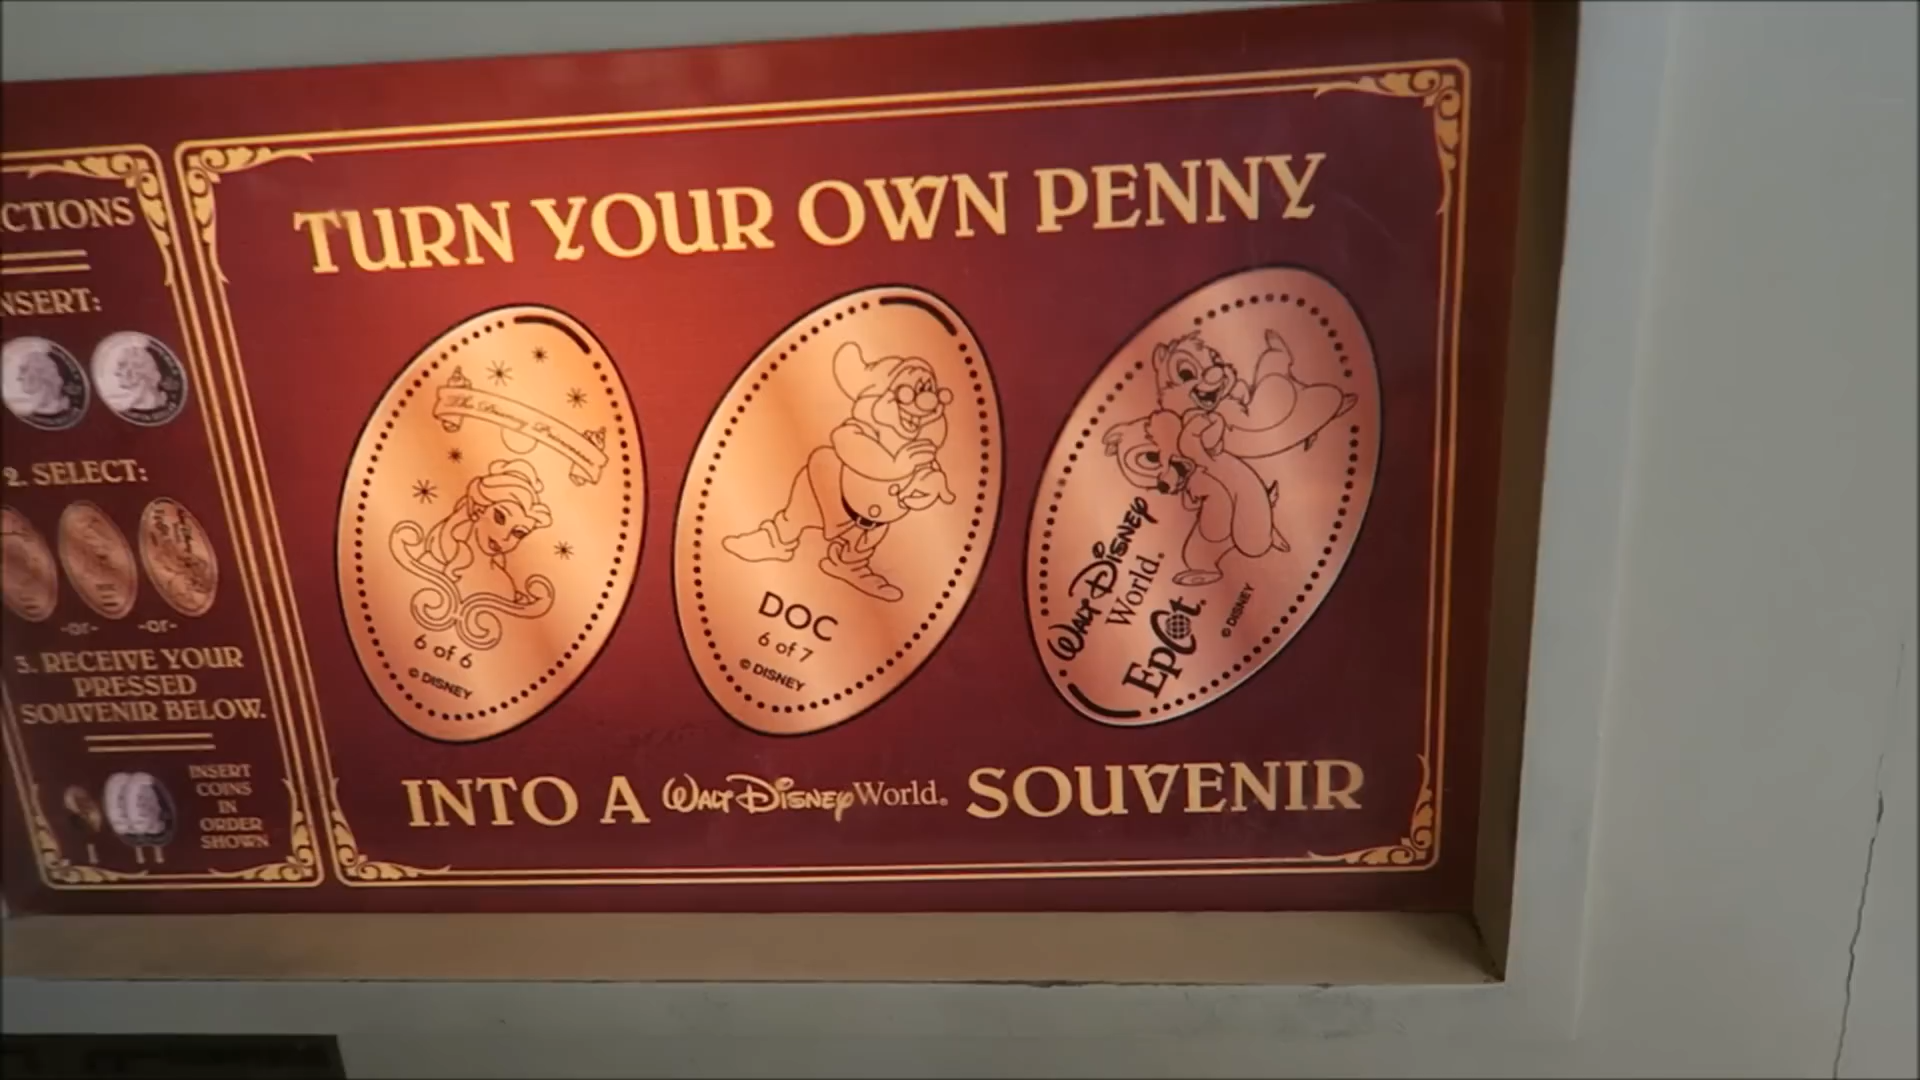 CTIONS
NSERT:
2. SELECT:
-or- -or-
3. RECEIVE YOUR
PRESSED
SOUVENIR BELOW.
INSERT
COINS
IN
ORDER
SHOWN
TURN YOUR OWN PENNY
6 of 6
© DISNEY
DOC
6 of 7
© DISNEY
WALT DISNEY
World.
Epcot.
© DISNEY
INTO A WALT DISNEY World. SOUVENIR